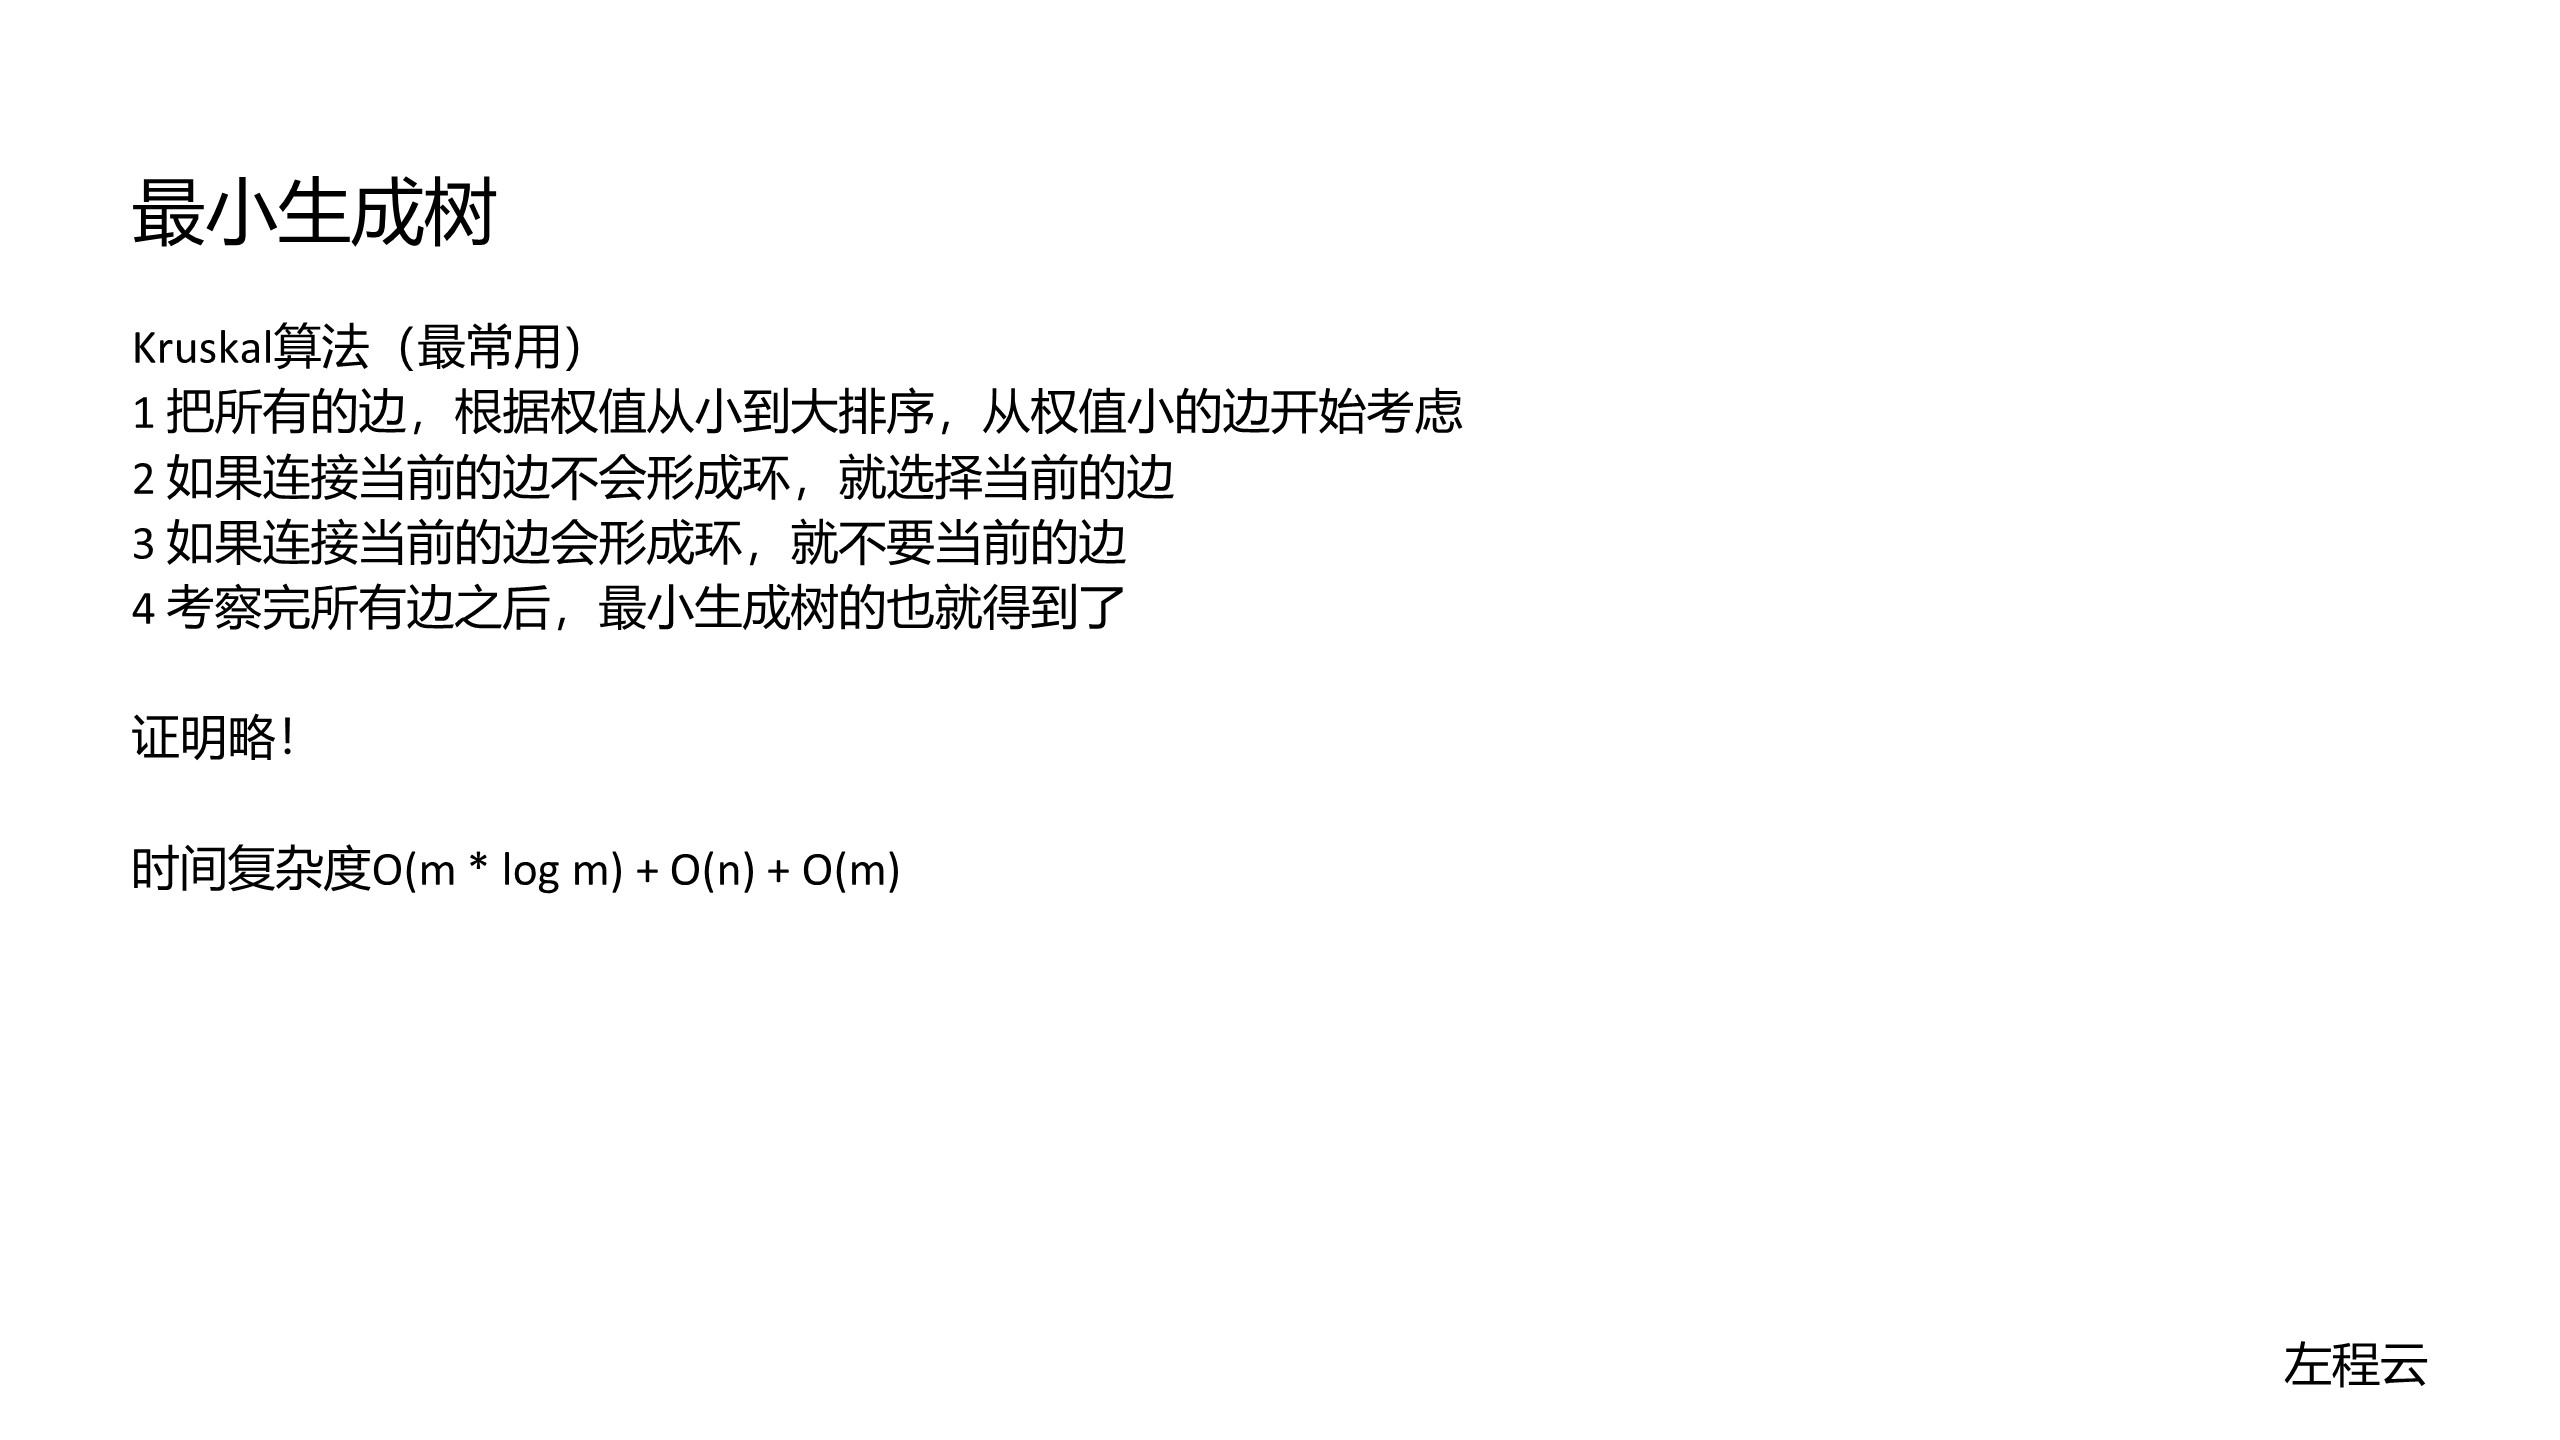 最小生成树
Kruskal算法（最常用）
1 把所有的边，根据权值从小到大排序，从权值小的边开始考虑
2 如果连接当前的边不会形成环，就选择当前的边
3 如果连接当前的边会形成环，就不要当前的边
4 考察完所有边之后，最小生成树的也就得到了
证明略！
时间复杂度O(m * log m) + O(n) + O(m)
左程云